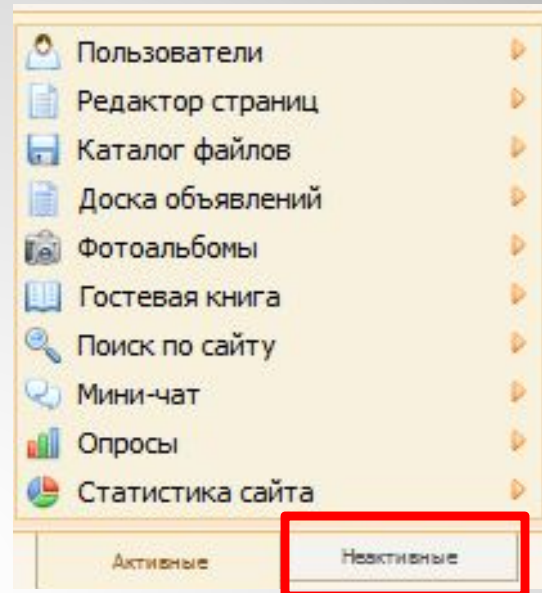 Пользователи
Редактор страниц
Каталог файлов
Доска объявлений
Фотоальбомы
Гостевая книга
Поиск по сайту
Мини-чат
Опросы
Статистика сайта
Активные Неактивные